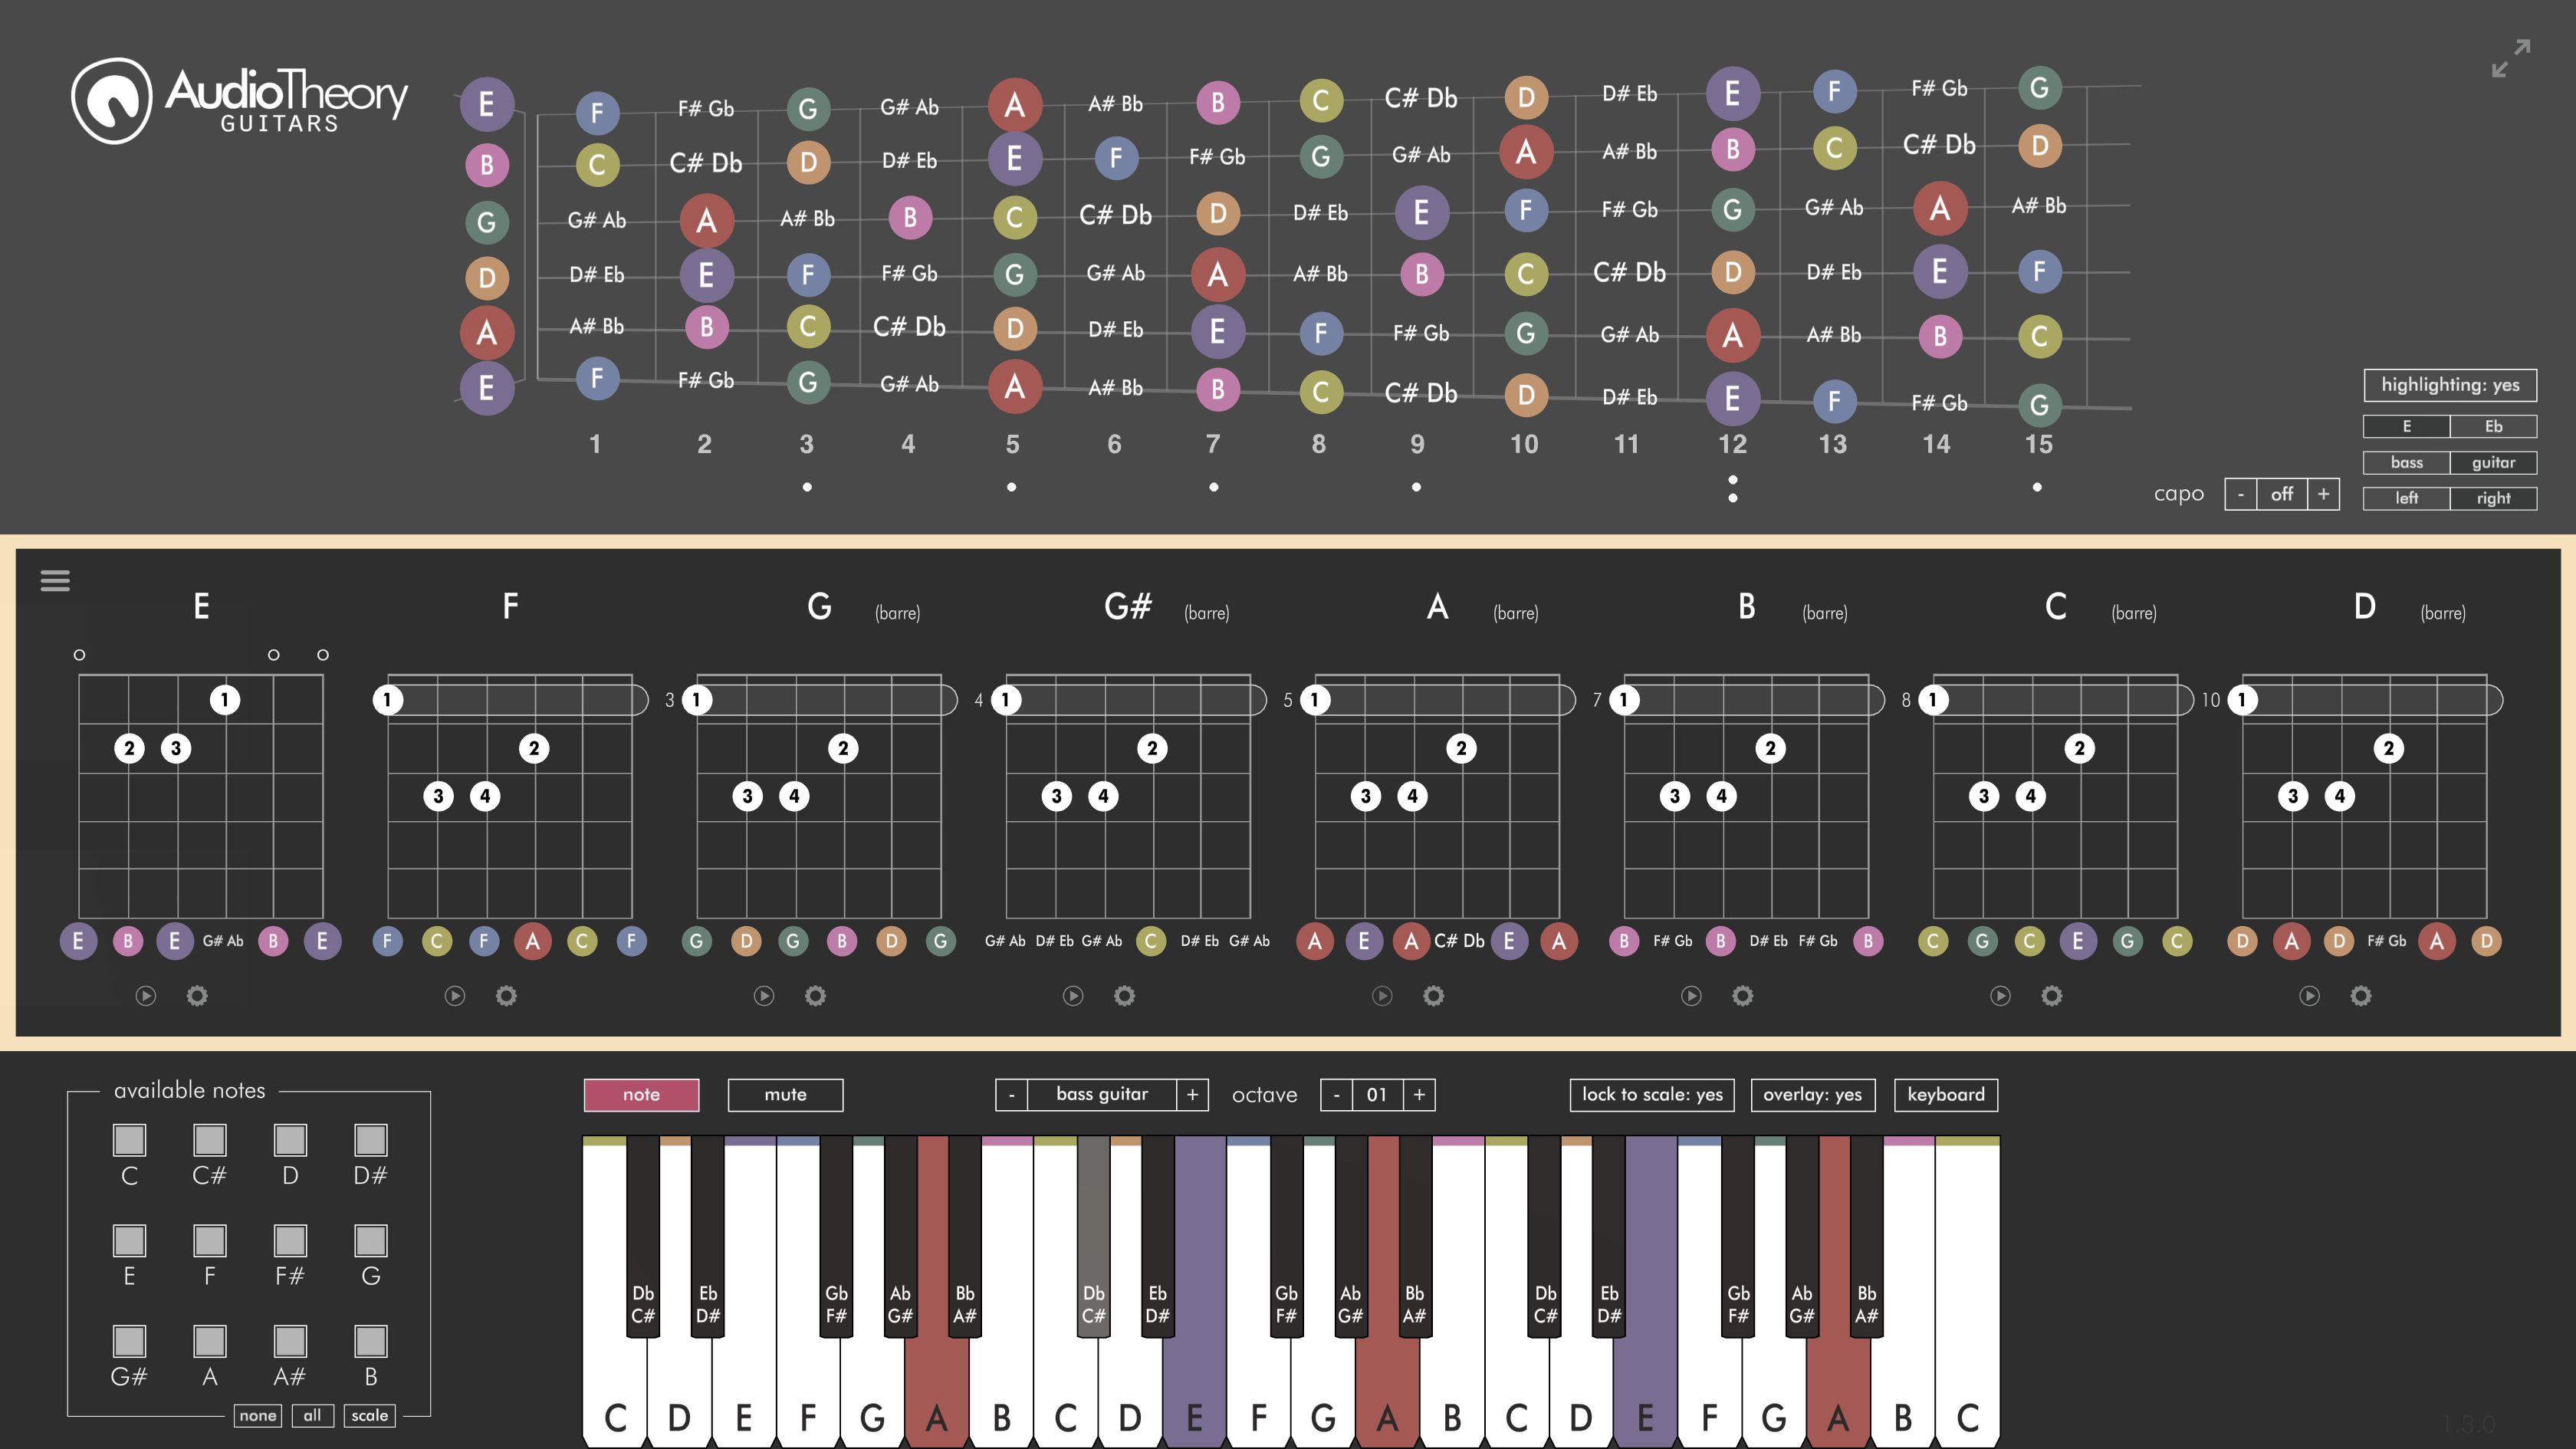 AudioTheory
GUITARS
E F F# Gb G G# Ab A A# Bb B C C# Db D D# Eb E F F# Gb G
B C C# Db D D# Eb E F F# Gb G G# Ab A A# Bb B C C# Db D
G G# Ab A A# Bb B C C# Db D D# Eb E F F# Gb G G# Ab A A# Bb
D D# Eb E F F# Gb G G# Ab A A# Bb B C C# Db D D# Eb E F
A A# Bb B C C# Db D D# Eb E F F# Gb G G# Ab A A# Bb B C
E F F# Gb G G# Ab A A# Bb B C C# Db D D# Eb E F F# Gb G
1 2 3 4 5 6 7 8 9 10 11 12 13 14 15
highlighting: yes
E Eb
bass guitar
left right
capo - off +
E F G (barre) G# (barre) A (barre) B (barre) C (barre) D (barre)
1 1 3 1 4 1 5 1 7 1 8 1 10 1
2 3 2 2 2 2 2 2 2
3 4 3 4 3 4 3 4 3 4 3 4 3 4
E B E G# Ab B E F C F A C F G D G B D G G# Ab D# Eb G# Ab C D# Eb G# Ab A E A C# Db E A B F# Gb B D# Eb F# Gb B C G C E G C D A D F# Gb A D
available notes
C C# D D#
E F F# G
G# A A# B
none all scale
note mute - bass guitar + octave - 01 + lock to scale: yes overlay: yes keyboard
Db Eb Gb Ab Bb Db Eb Gb Ab Bb Db Eb Gb Ab Bb
C# D# F# G# A# C# D# F# G# A# C# D# F# G# A#
C D E F G A B C D E F G A B C D E F G A B C
1.3.0